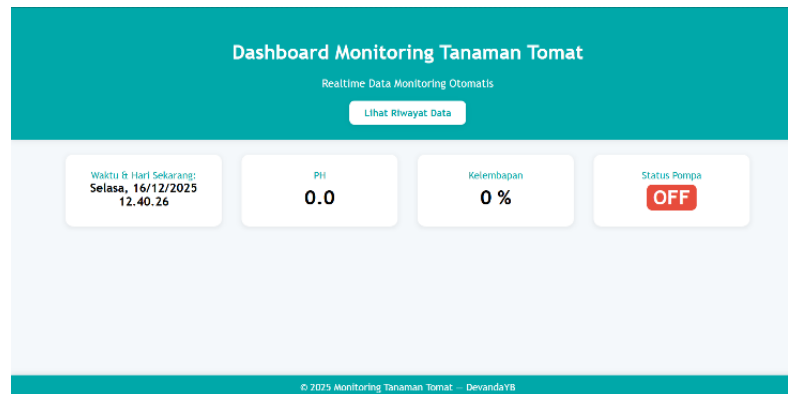 Dashboard Monitoring Tanaman Tomat
Realtime Data Monitoring Otomatis
Lihat Riwayat Data
Waktu & Hari Sekarang:
Selasa, 16/12/2025
12.40.26
PH
0.0
Kelembapan
0 %
Status Pompa
OFF
© 2025 Monitoring Tanaman Tomat — DevandaYB